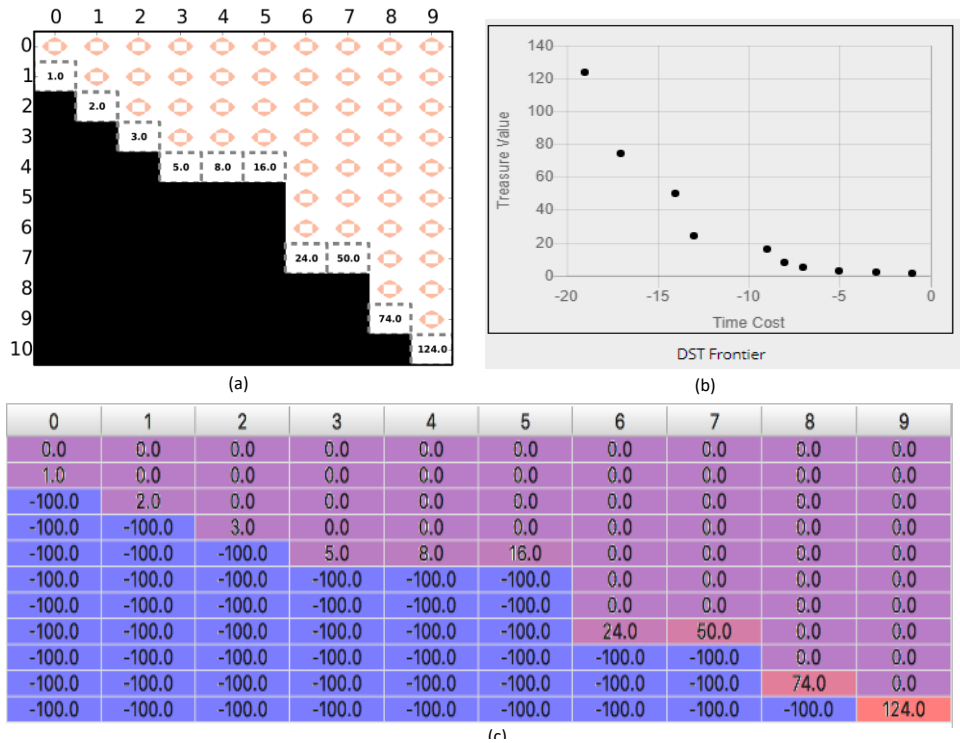 0 1 2 3 4 5 6 7 8 9
0
1 1.0
2 2.0
3 3.0
4 5.0 8.0 16.0
5
6
7 24.0 50.0
8
9 74.0
10 124.0
(a)
140
120
100
80
60
40
20
0
Treasure Value
-20 -15 -10 -5 0
Time Cost
DST Frontier
(b)
0 1 2 3 4 5 6 7 8 9
0.0 0.0 0.0 0.0 0.0 0.0 0.0 0.0 0.0 0.0
1.0 0.0 0.0 0.0 0.0 0.0 0.0 0.0 0.0 0.0
-100.0 2.0 0.0 0.0 0.0 0.0 0.0 0.0 0.0 0.0
-100.0 -100.0 3.0 0.0 0.0 0.0 0.0 0.0 0.0 0.0
-100.0 -100.0 -100.0 5.0 8.0 16.0 0.0 0.0 0.0 0.0
-100.0 -100.0 -100.0 -100.0 -100.0 -100.0 0.0 0.0 0.0 0.0
-100.0 -100.0 -100.0 -100.0 -100.0 -100.0 0.0 0.0 0.0 0.0
-100.0 -100.0 -100.0 -100.0 -100.0 -100.0 24.0 50.0 0.0 0.0
-100.0 -100.0 -100.0 -100.0 -100.0 -100.0 -100.0 -100.0 0.0 0.0
-100.0 -100.0 -100.0 -100.0 -100.0 -100.0 -100.0 -100.0 74.0 0.0
-100.0 -100.0 -100.0 -100.0 -100.0 -100.0 -100.0 -100.0 -100.0 124.0
(c)